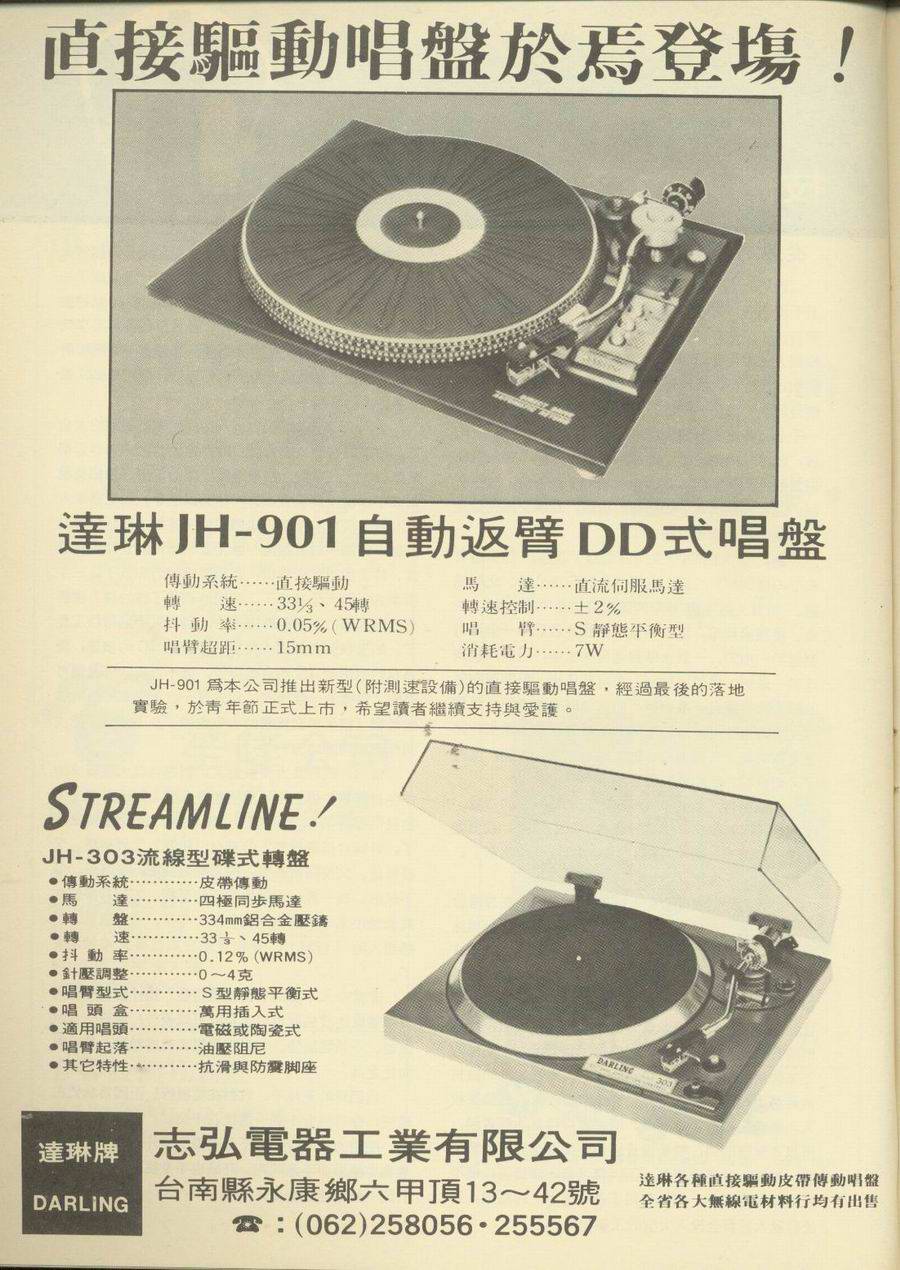 直接驅動唱盤於焉登塲！
達琳JH-901自動返臂DD式唱盤
傳動系統……直接驅動
轉　　速……33⅓、45轉
抖動率……0.05%(WRMS)
唱臂超距……15mm
馬　　達……直流伺服馬達
轉速控制……±2%
唱　　臂……S靜態平衡型
消耗電力……7W
JH-901爲本公司推出新型(附測速設備)的直接驅動唱盤，經過最後的落地
實驗，於靑年節正式上市，希望讀者繼續支持與愛護。
STREAMLINE！
JH-303流線型碟式轉盤
●傳動系統…………皮帶傳動
●馬　　達…………四極同步馬達
●轉　　盤…………334mm鋁合金壓鑄
●轉　　速…………33⅓、45轉
●抖動率…………0.12%(WRMS)
●針壓調整…………0～4克
●唱臂型式…………S型靜態平衡式
●唱頭盒…………萬用插入式
●適用唱頭…………電磁或陶瓷式
●唱臂起落…………油壓阻尼
●其它特性…………抗滑與防震脚座
DARLING 303
達琳牌
DARLiNG
志弘電器工業有限公司
台南縣永康鄉六甲頂13～42號
☎：(062)258056・255567
達琳各種直接驅動皮帶傳動唱盤
全省各大無線電材料行均有出售